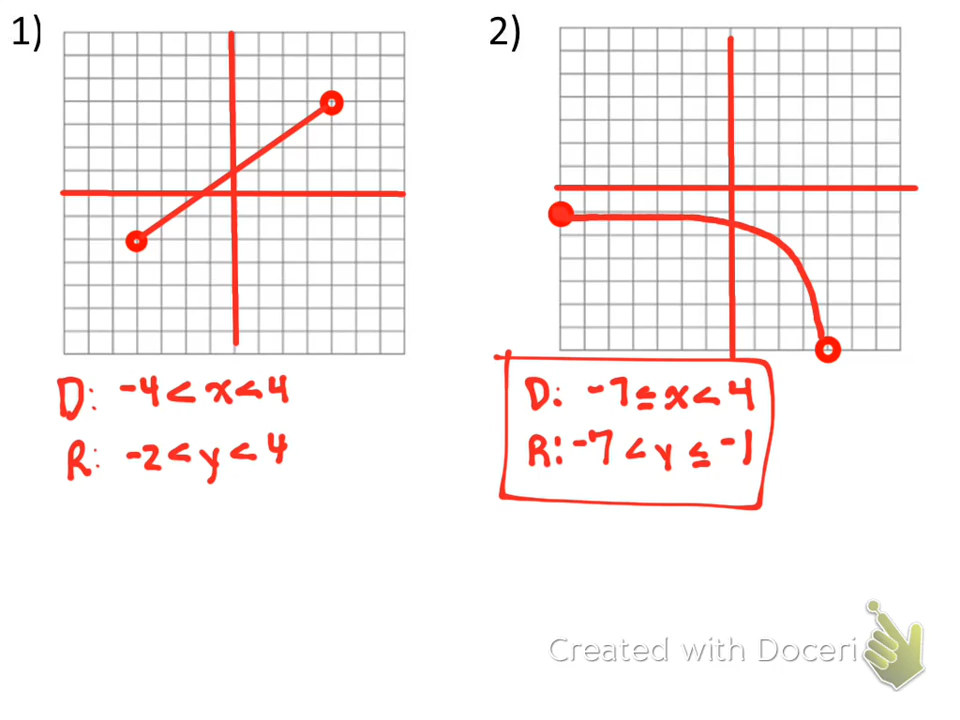 1)
D: -4 < x < 4
R: -2 < y < 4
2)
D: -7 ≤ x < 4
R: -7 < y ≤ -1
Created with Doceri